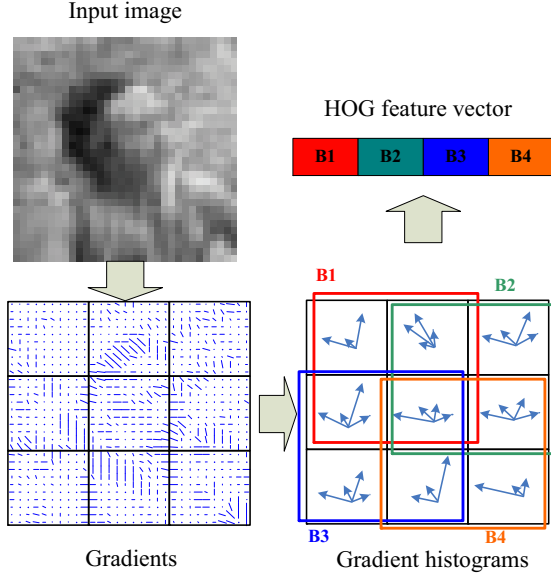 Input image
HOG feature vector
B1 B2 B3 B4
B1
B2
B3
B4
Gradients
Gradient histograms